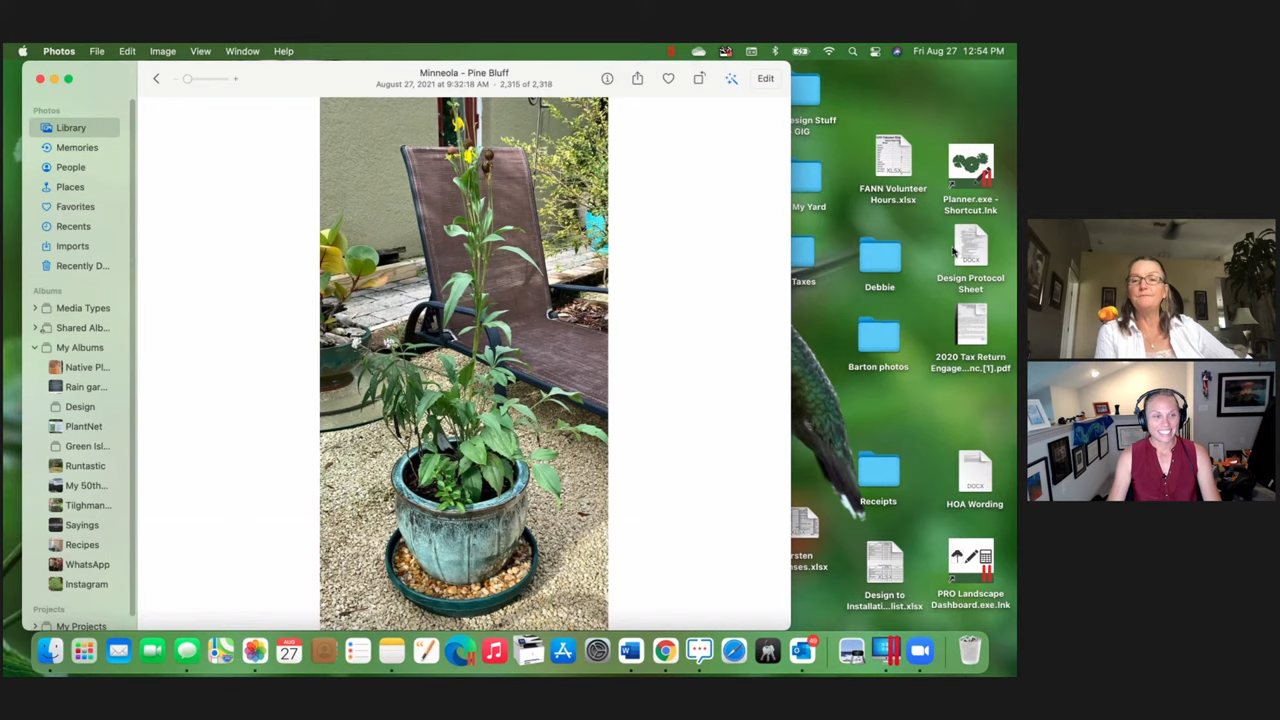 Photos File Edit Image View Window Help
Fri Aug 27 12:54 PM
Minneola - Pine Bluff
August 27, 2021 at 9:32:18 AM · 2,315 of 2,318
Edit
Photos
Library
Memories
People
Places
Favorites
Recents
Imports
Recently D...
Albums
Media Types
Shared Alb...
My Albums
Native Pl...
Rain gar...
Design
PlantNet
Green Isl...
Runtastic
My 50th...
Tilghman...
Sayings
Recipes
WhatsApp
Instagram
Projects
My Projects
esign Stuff
GIG
My Yard
Taxes
XLSX
FANN Volunteer
Hours.xlsx
Planner.exe -
Shortcut.lnk
Debbie
DOCX
Design Protocol
Sheet
Barton photos
2020 Tax Return
Engage...nc.[1].pdf
Receipts
DOCX
HOA Wording
XLSX
Design to
Installati...list.xlsx
PRO Landscape
Dashboard.exe.lnk
AUG
27